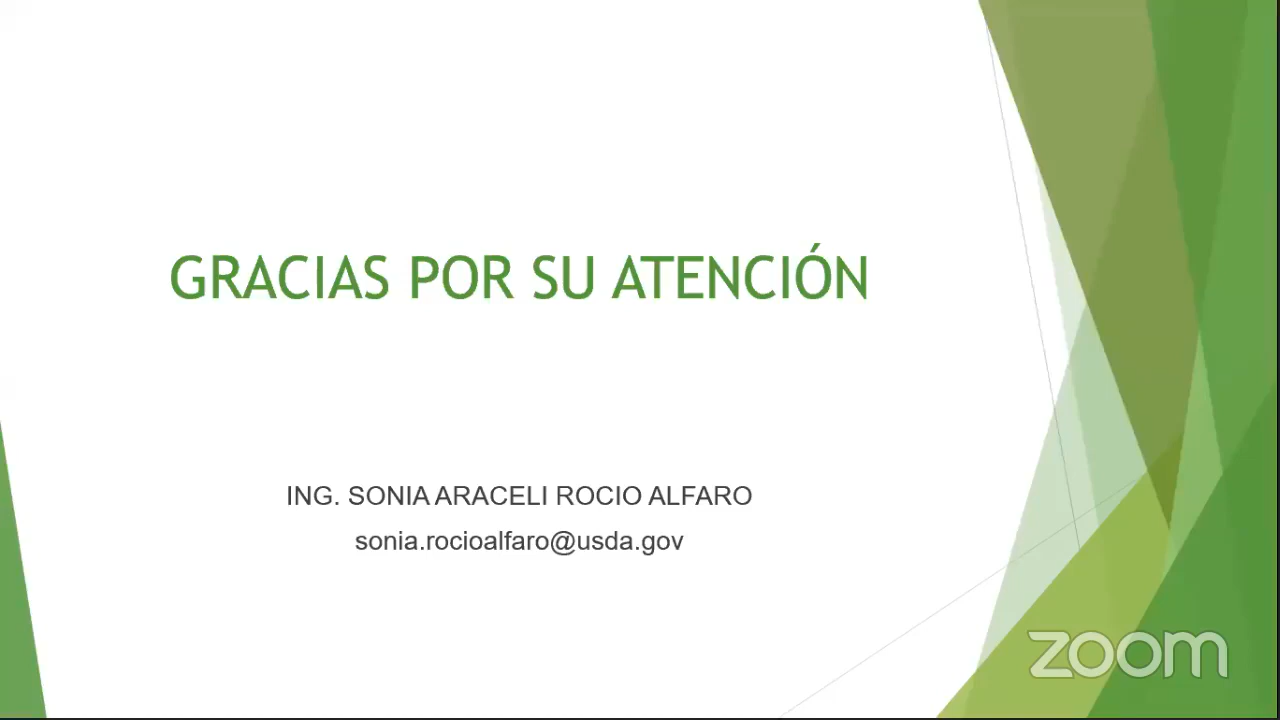 GRACIAS POR SU ATENCIÓN
ING. SONIA ARACELI ROCIO ALFARO
sonia.rocioalfaro@usda.gov
zoom